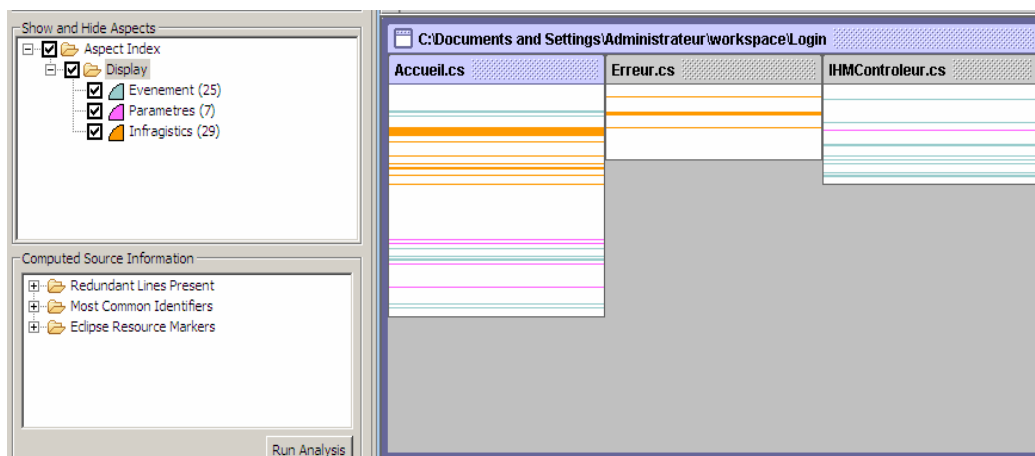 Show and Hide Aspects
Aspect Index
Display
Evenement (25)
Parametres (7)
Infragistics (29)
Computed Source Information
Redundant Lines Present
Most Common Identifiers
Eclipse Resource Markers
Run Analysis
C:\Documents and Settings\Administrateur\workspace\Login
Accueil.cs
Erreur.cs
IHMControleur.cs